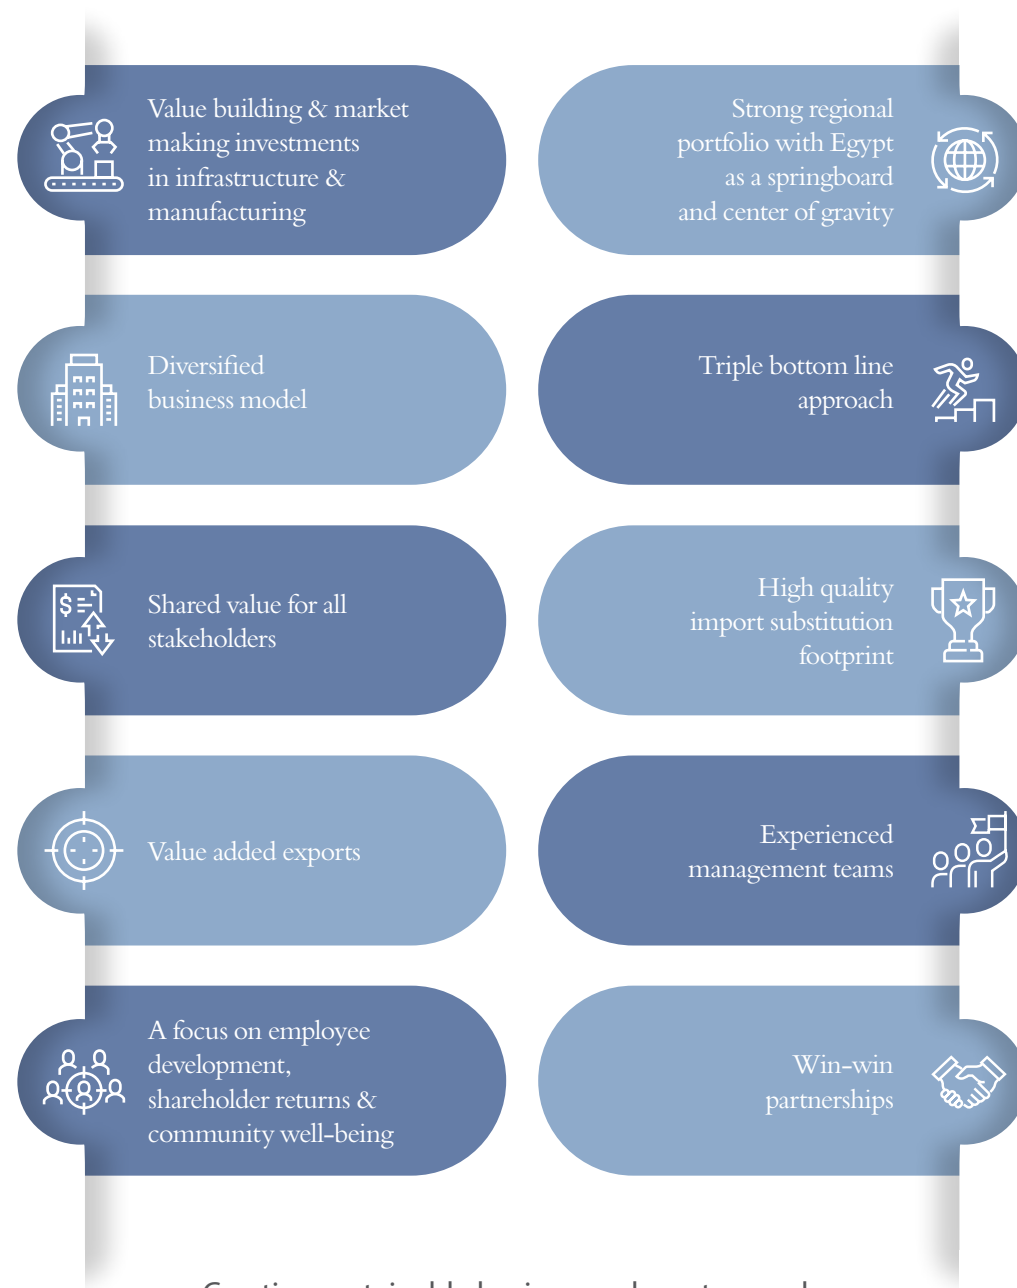 Value building & market
making investments
in infrastructure &
manufacturing
Strong regional
portfolio with Egypt
as a springboard
and center of gravity
Diversified
business model
Triple bottom line
approach
Shared value for all
stakeholders
High quality
import substitution
footprint
Value added exports
Experienced
management teams
A focus on employee
development,
shareholder returns &
community well-being
Win-win
partnerships